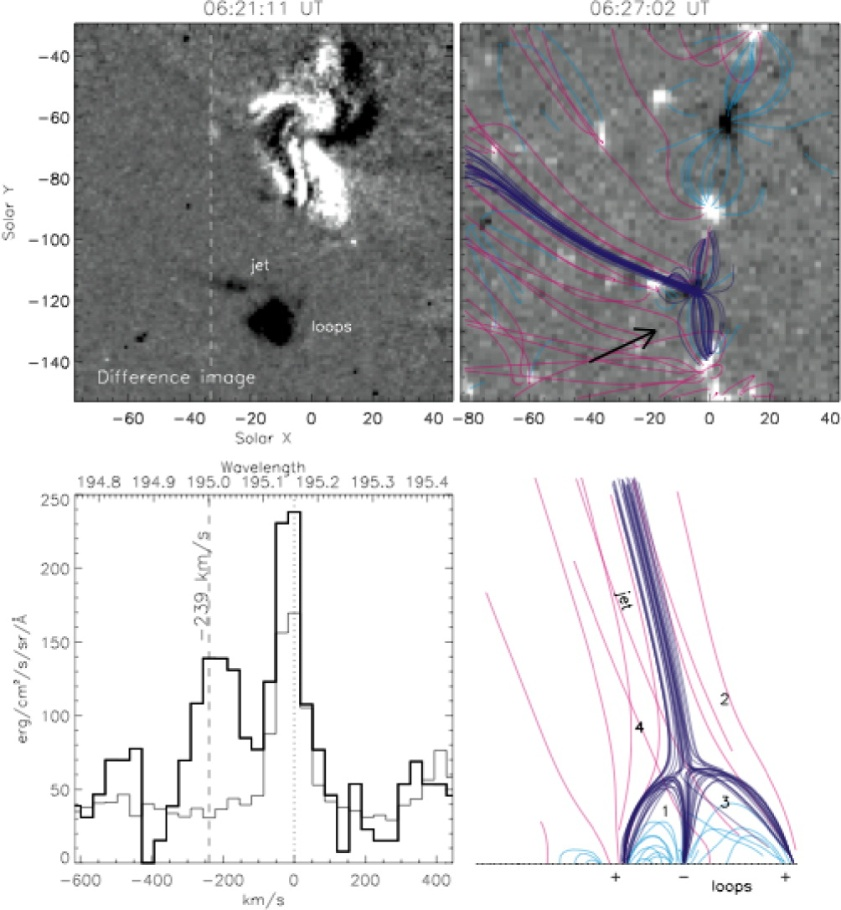 06:21:11 UT
06:27:02 UT
-40
-60
-80
-100
-120
-140
Solar Y
jet
loops
Difference image
-60 -40 -20 0 20 40
Solar X
-80 -60 -40 -20 0 20 40
Wavelength
194.8 194.9 195.0 195.1 195.2 195.3 195.4
250
200
150
100
50
0
erg/cm²/s/sr/Å
-239 km/s
-600 -400 -200 0 200 400
km/s
jet
2
4
1 3
+ - +
loops